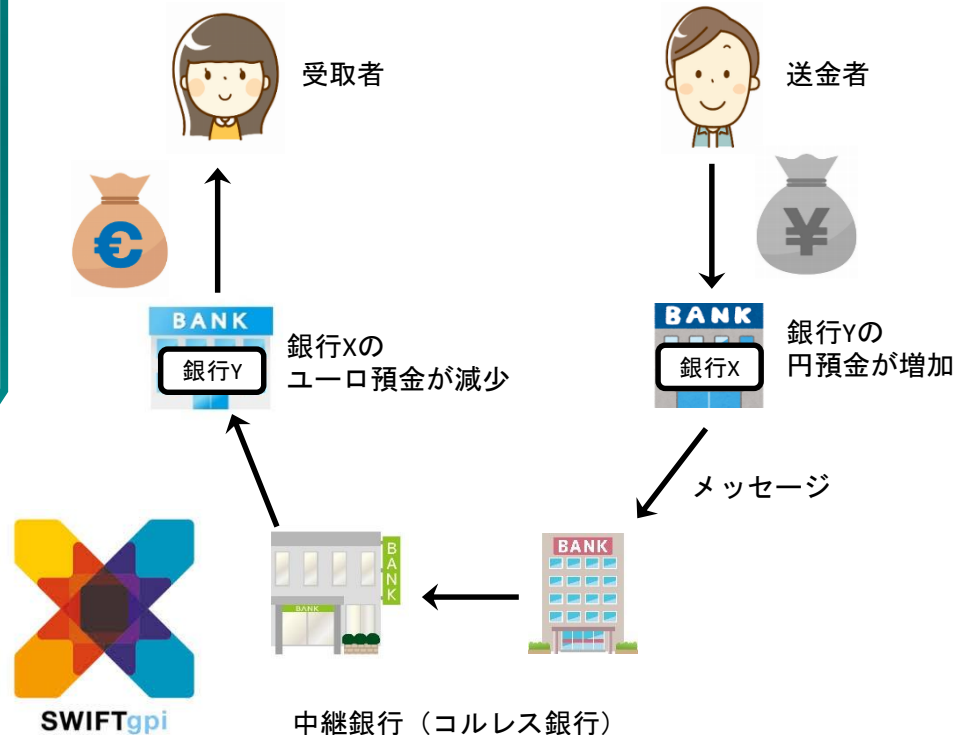 受取者
送金者
€
¥
BANK
銀行Y
銀行Xの
ユーロ預金が減少
BANK
銀行X
銀行Yの
円預金が増加
メッセージ
BANK
BANK
BANK
SWIFTgpi
中継銀行（コルレス銀行）